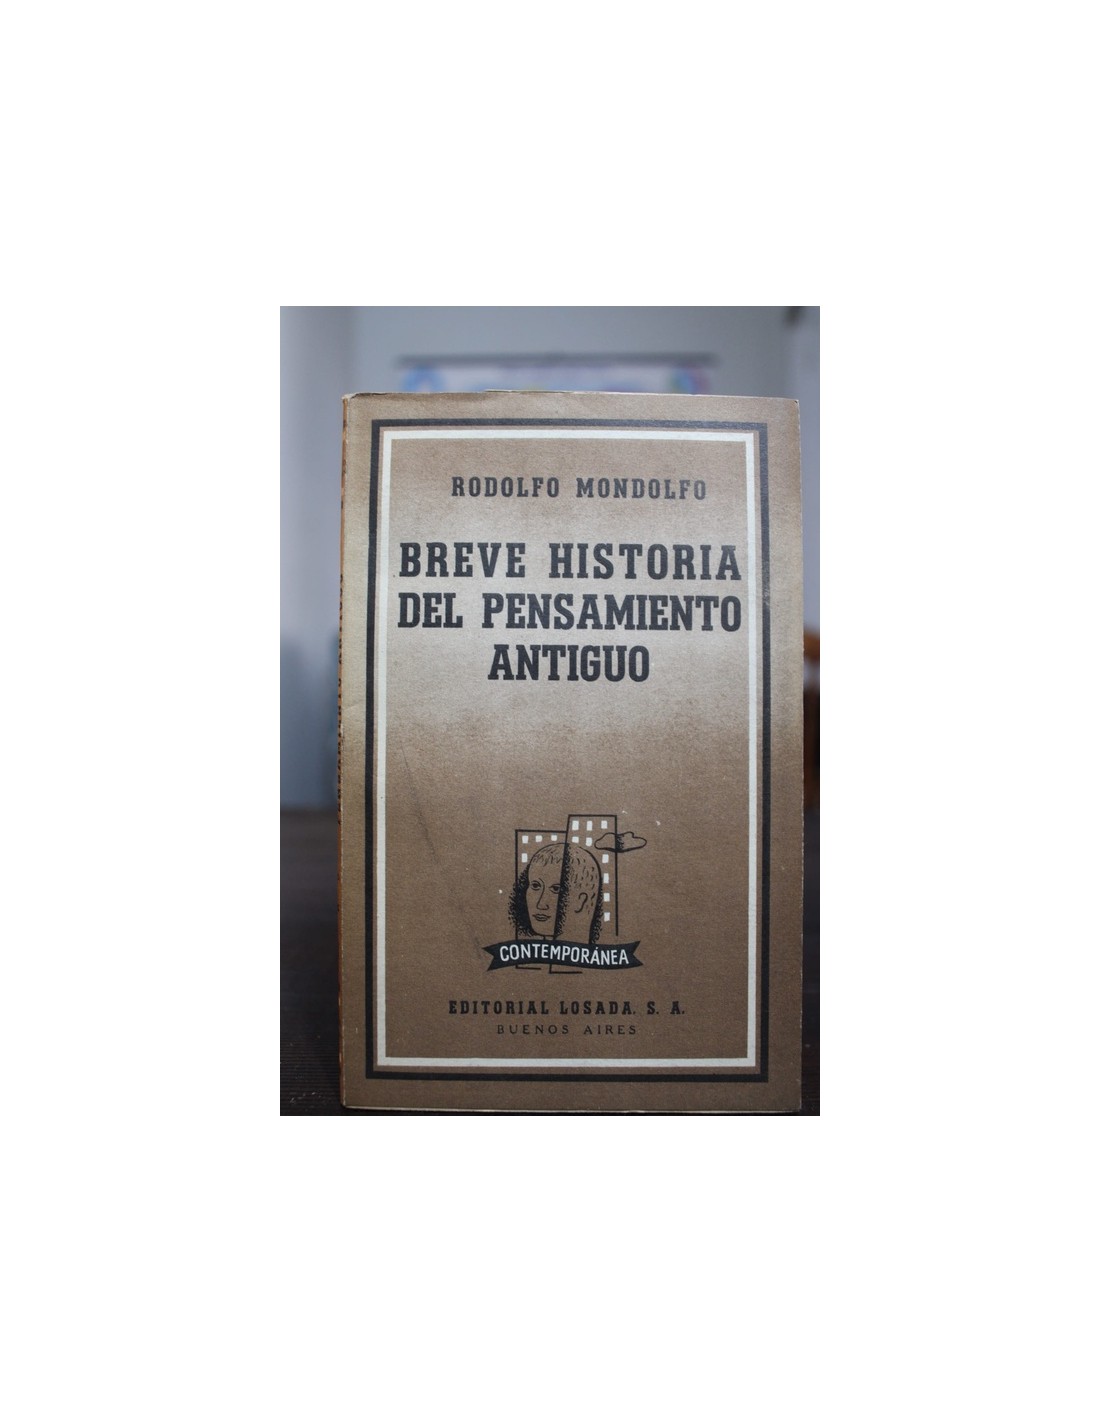 RODOLFO MONDOLFO
BREVE HISTORIA
DEL PENSAMIENTO
ANTIGUO
CONTEMPORÁNEA
EDITORIAL LOSADA, S. A.
BUENOS AIRES